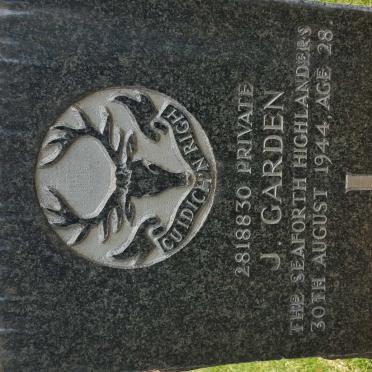 CUIDICH'N RIGH
2818830 PRIVATE
J. GARDEN
THE SEAFORTH HIGHLANDERS
30TH AUGUST 1944, AGE 28.